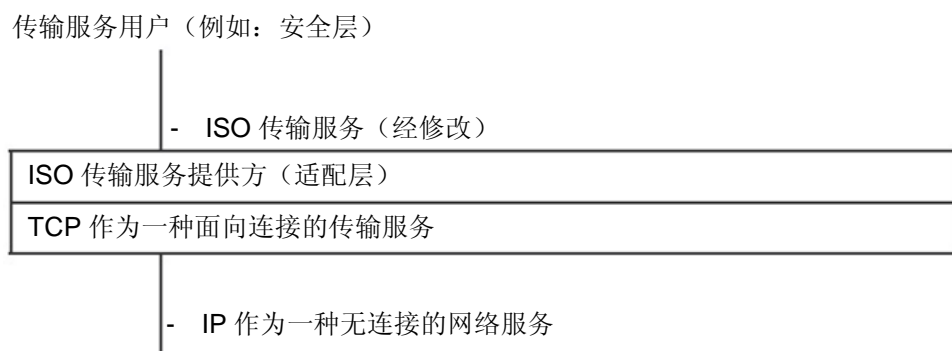 传输服务用户（例如：安全层）
- ISO 传输服务（经修改）
ISO 传输服务提供方（适配层）
TCP 作为一种面向连接的传输服务
- IP 作为一种无连接的网络服务